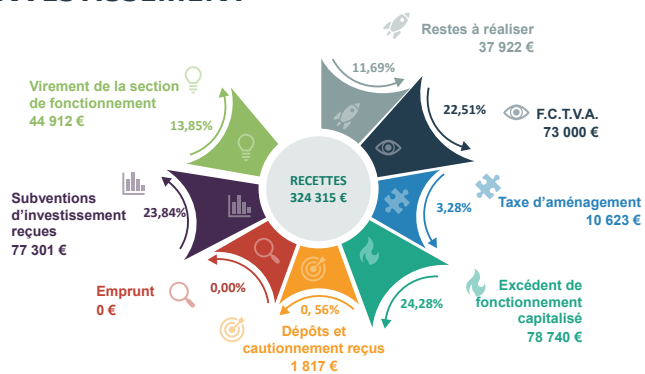 Restes à réaliser
37 922 €
11,69%
Virement de la section
de fonctionnement
44 912 €
13,85%
22,51%
F.C.T.V.A.
73 000 €
RECETTES
324 315 €
Subventions
d'investissement
reçues
77 301 €
23,84%
3,28%
Taxe d'aménagement
10 623 €
Emprunt
0 €
0,00%
0, 56%
24,28%
Excédent de
fonctionnement
capitalisé
78 740 €
Dépôts et
cautionnement reçus
1 817 €